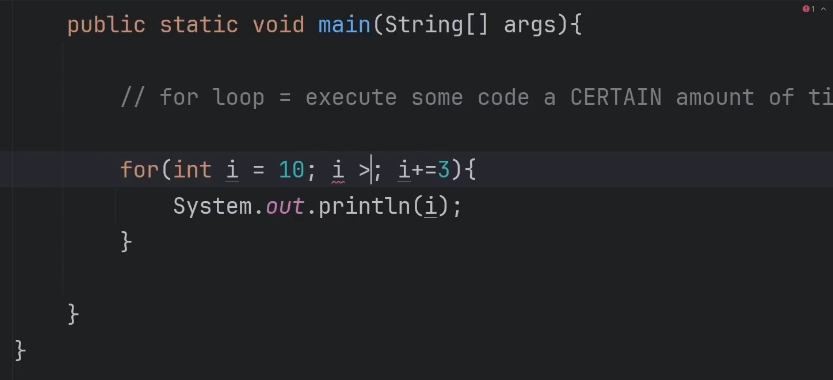 public static void main(String[] args){
1
// for loop = execute some code a CERTAIN amount of ti
for(int i = 10; i >; i+=3){
System.out.println(i);
}
}
}